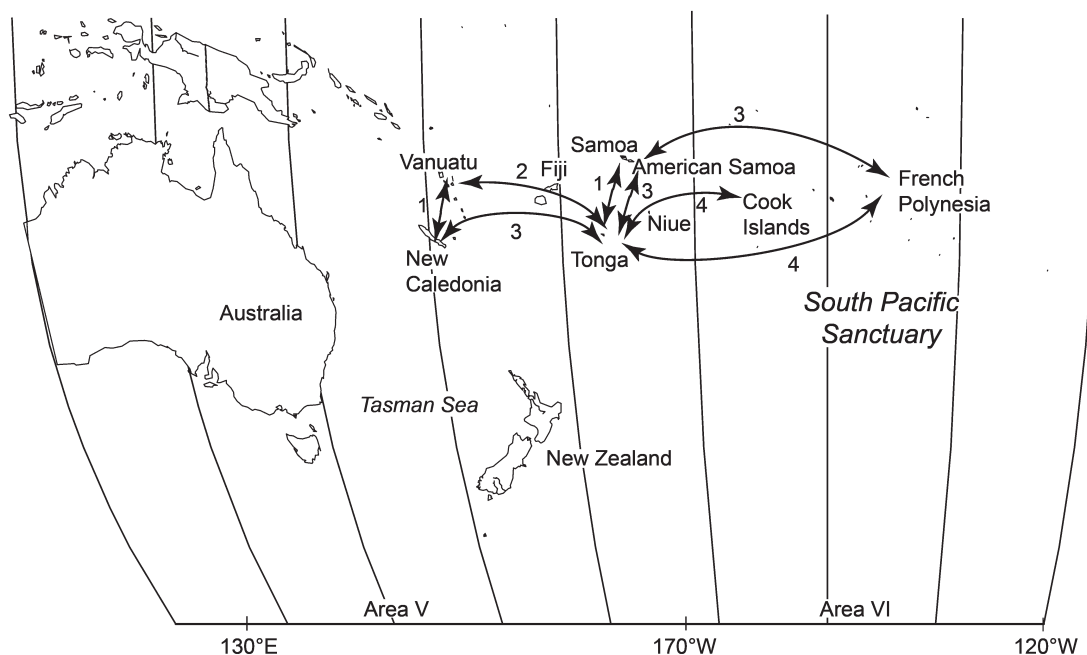 3
Samoa
Vanuatu
2
Fiji
American Samoa
1
3
1
4
French
Polynesia
Cook
Islands
Niue
3
New
Caledonia
Tonga
4
South Pacific
Sanctuary
Australia
Tasman Sea
New Zealand
Area V
Area VI
130°E
170°W
120°W